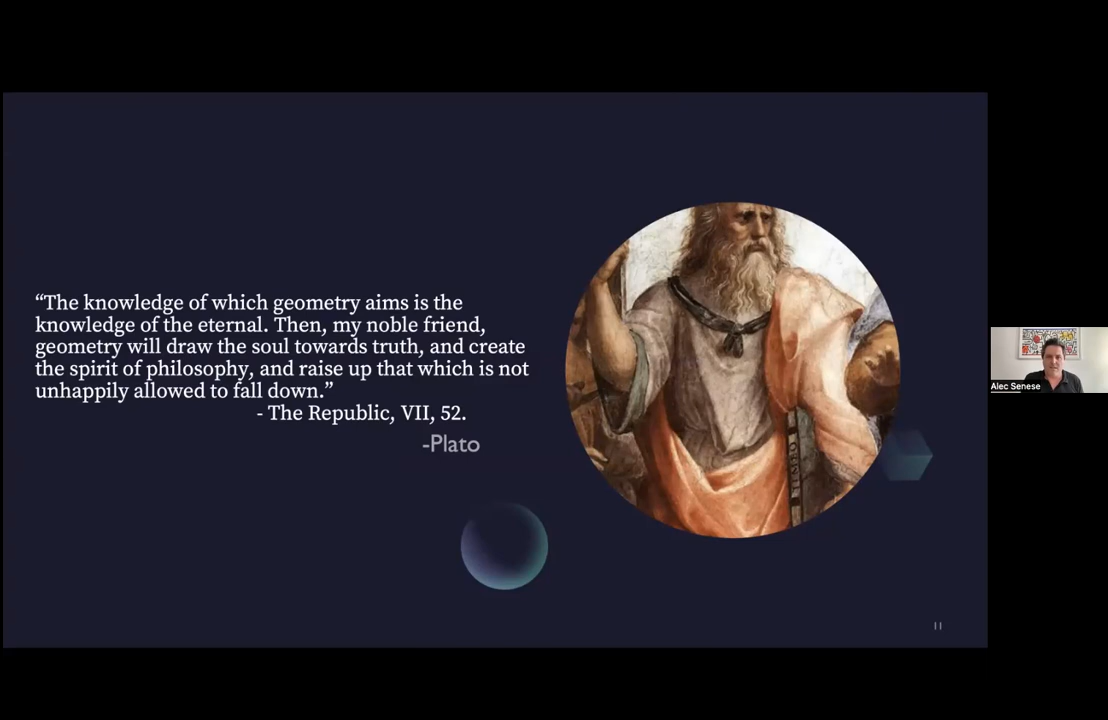 “The knowledge of which geometry aims is the
knowledge of the eternal. Then, my noble friend,
geometry will draw the soul towards truth, and create
the spirit of philosophy, and raise up that which is not
unhappily allowed to fall down.”
- The Republic, VII, 52.
-Plato
TIMEO
Alec Senese
11